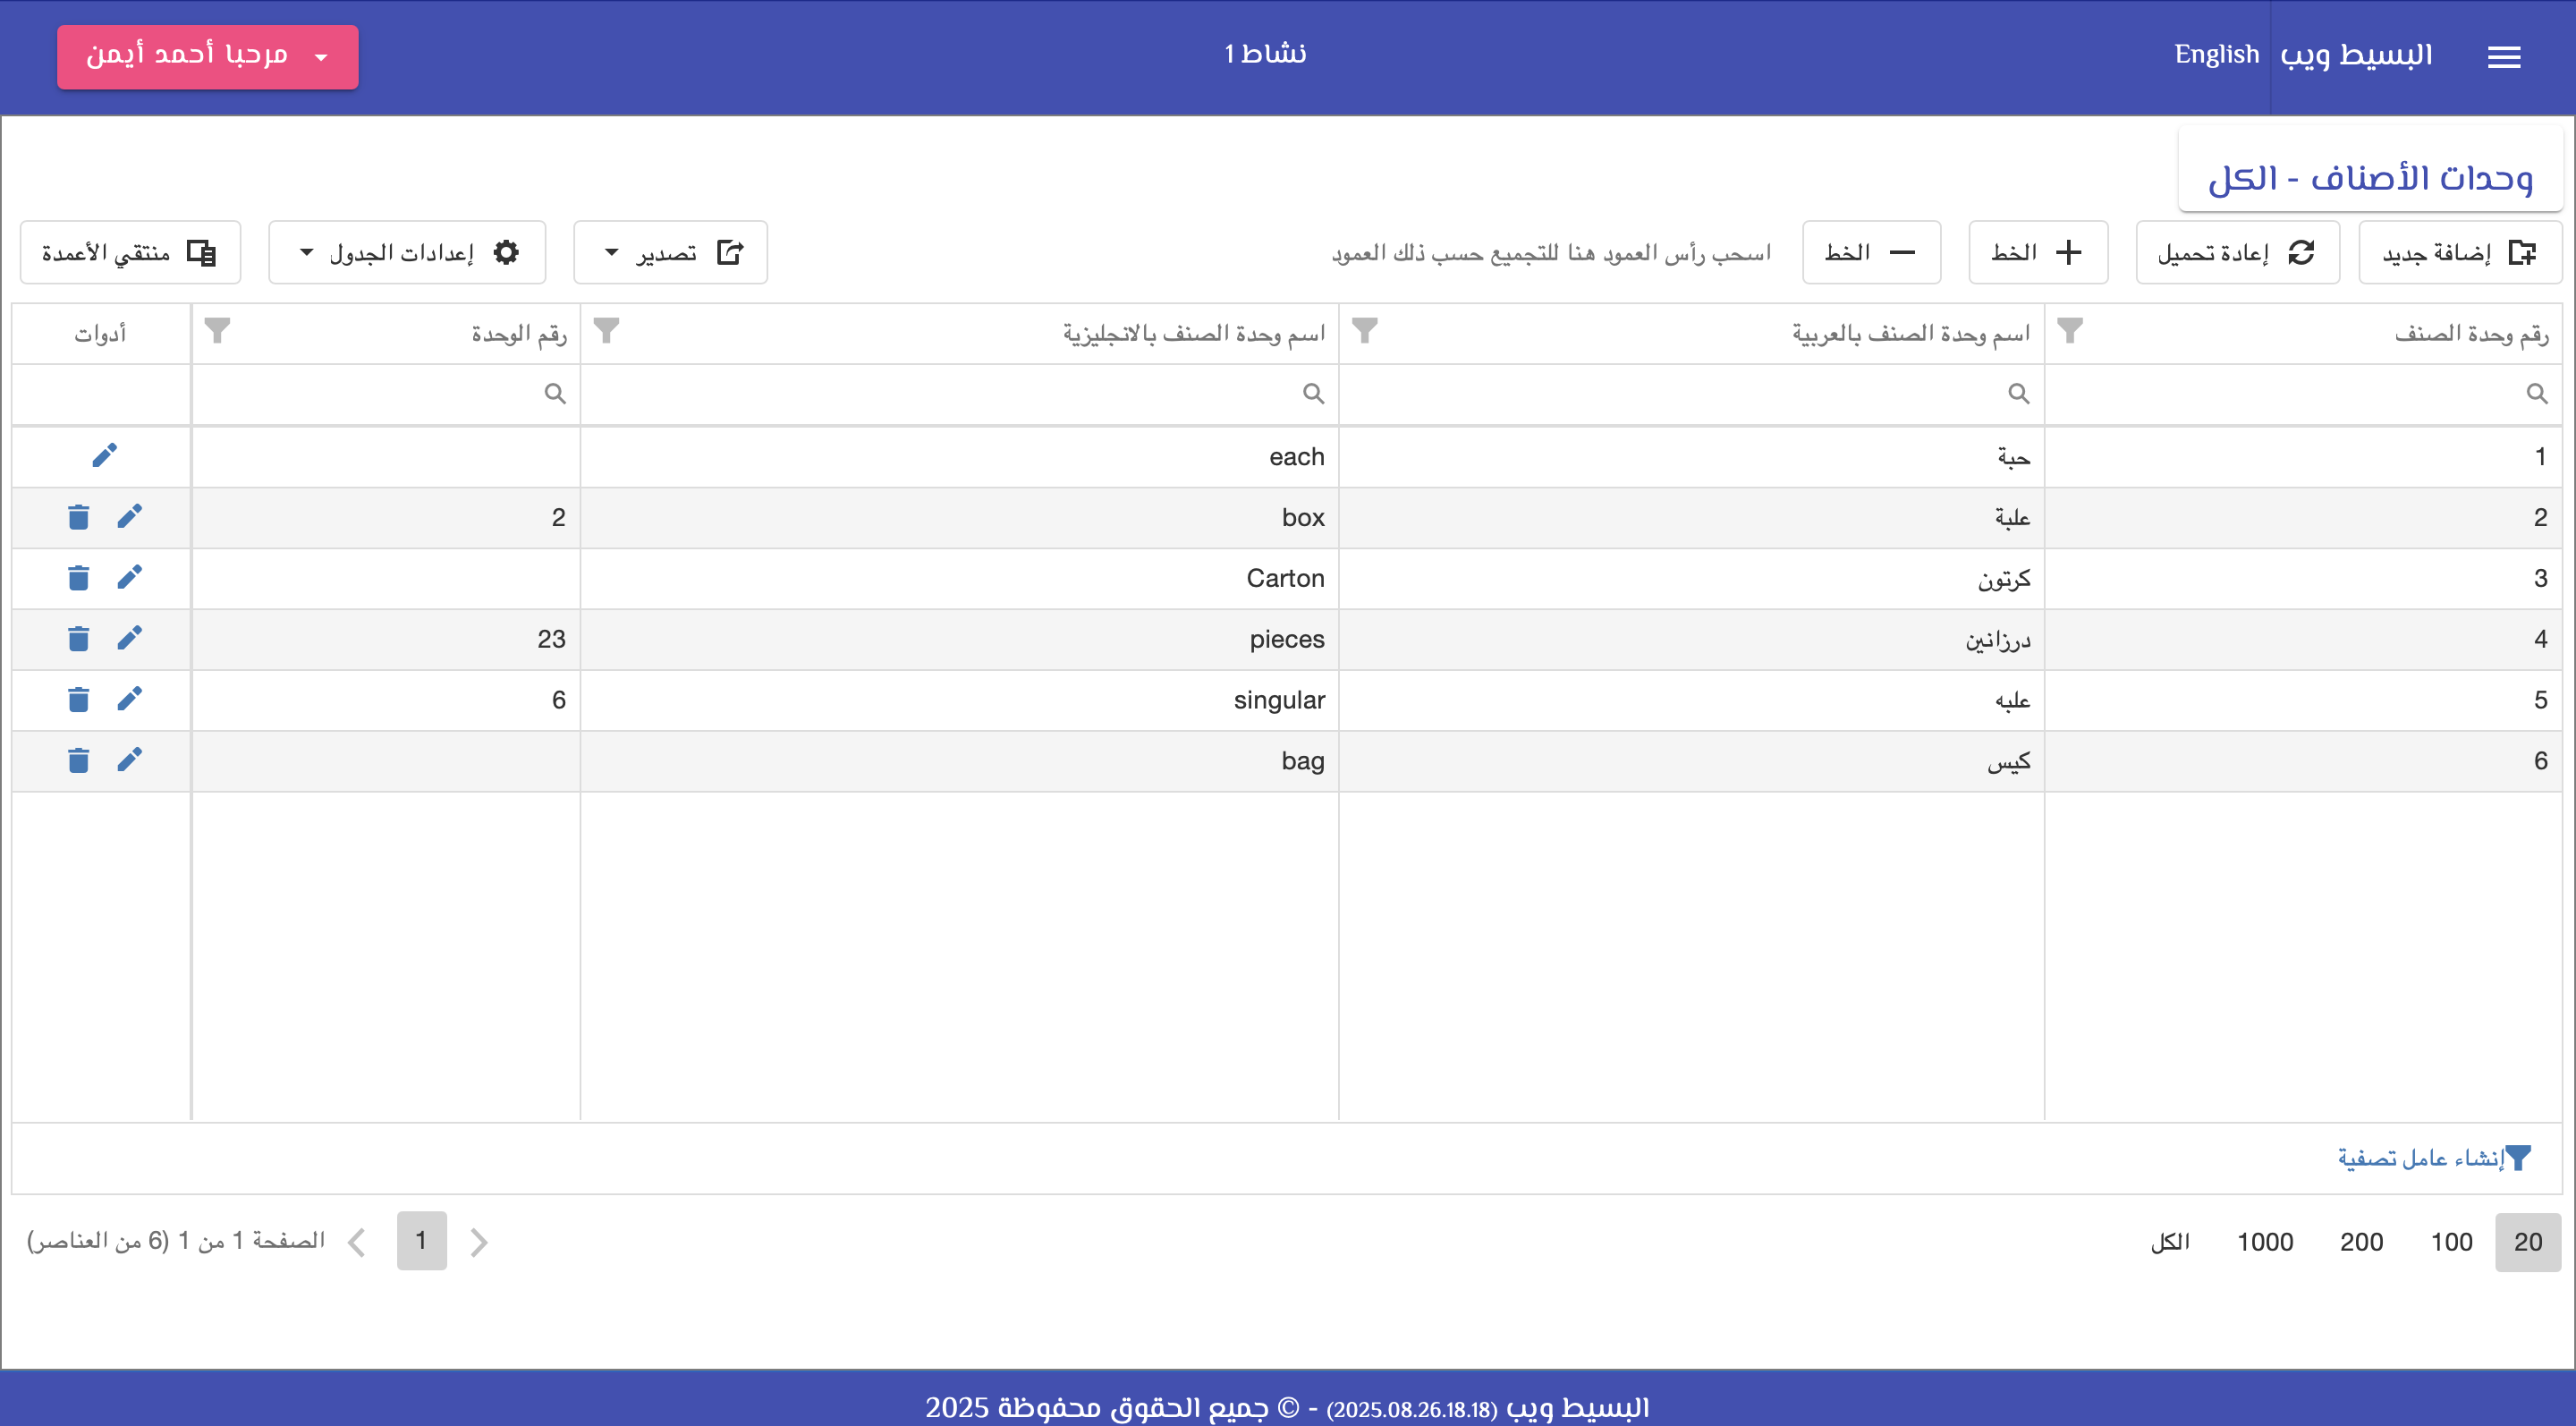 البسيط ويب English نشاط 1 مرحبا أحمد أيمن
وحدات الأصناف - الكل
إضافة جديد إعادة تحميل الخط الخط اسحب رأس العمود هنا للتجميع حسب ذلك العمود تصدير إعدادات الجدول منتقي الأعمدة
رقم وحدة الصنف اسم وحدة الصنف بالعربية اسم وحدة الصنف بالانجليزية رقم الوحدة أدوات
1 حبة each
2 علبة box 2
3 كرتون Carton
4 درزانين pieces 23
5 علبه singular 6
6 كيس bag
إنشاء عامل تصفية
20 100 200 1000 الكل 1 الصفحة 1 من 1 (6 من العناصر)
البسيط ويب (2025.08.26.18.18) - © جميع الحقوق محفوظة 2025